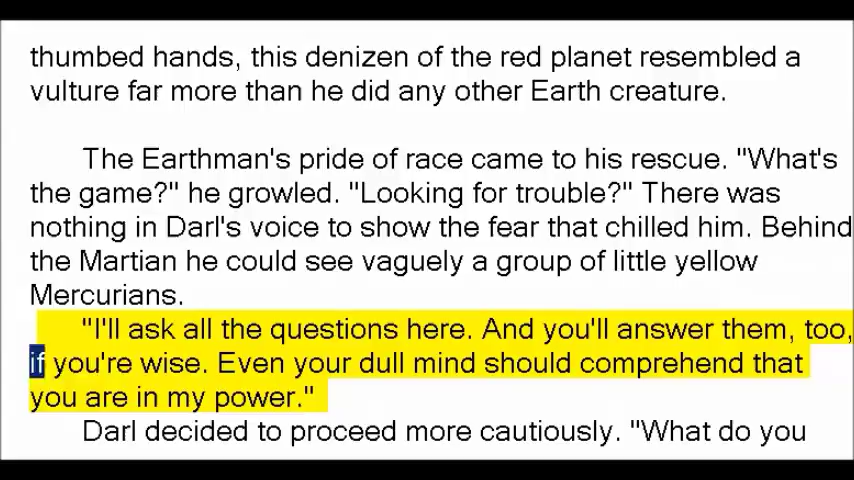 thumbed hands, this denizen of the red planet resembled a
vulture far more than he did any other Earth creature.
The Earthman's pride of race came to his rescue. "What's
the game?" he growled. "Looking for trouble?" There was
nothing in Darl's voice to show the fear that chilled him. Behind
the Martian he could see vaguely a group of little yellow
Mercurians.
"I'll ask all the questions here. And you'll answer them, too,
if you're wise. Even your dull mind should comprehend that
you are in my power."
Darl decided to proceed more cautiously. "What do you